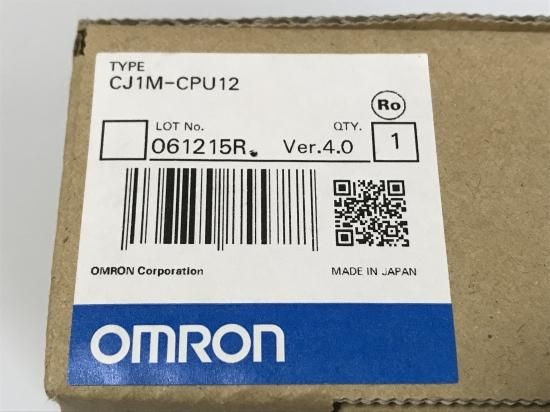 TYPE
CJ1M-CPU12
Ro
LOT No. QTY.
061215R Ver.4.0 1
OMRON Corporation MADE IN JAPAN
OMRON